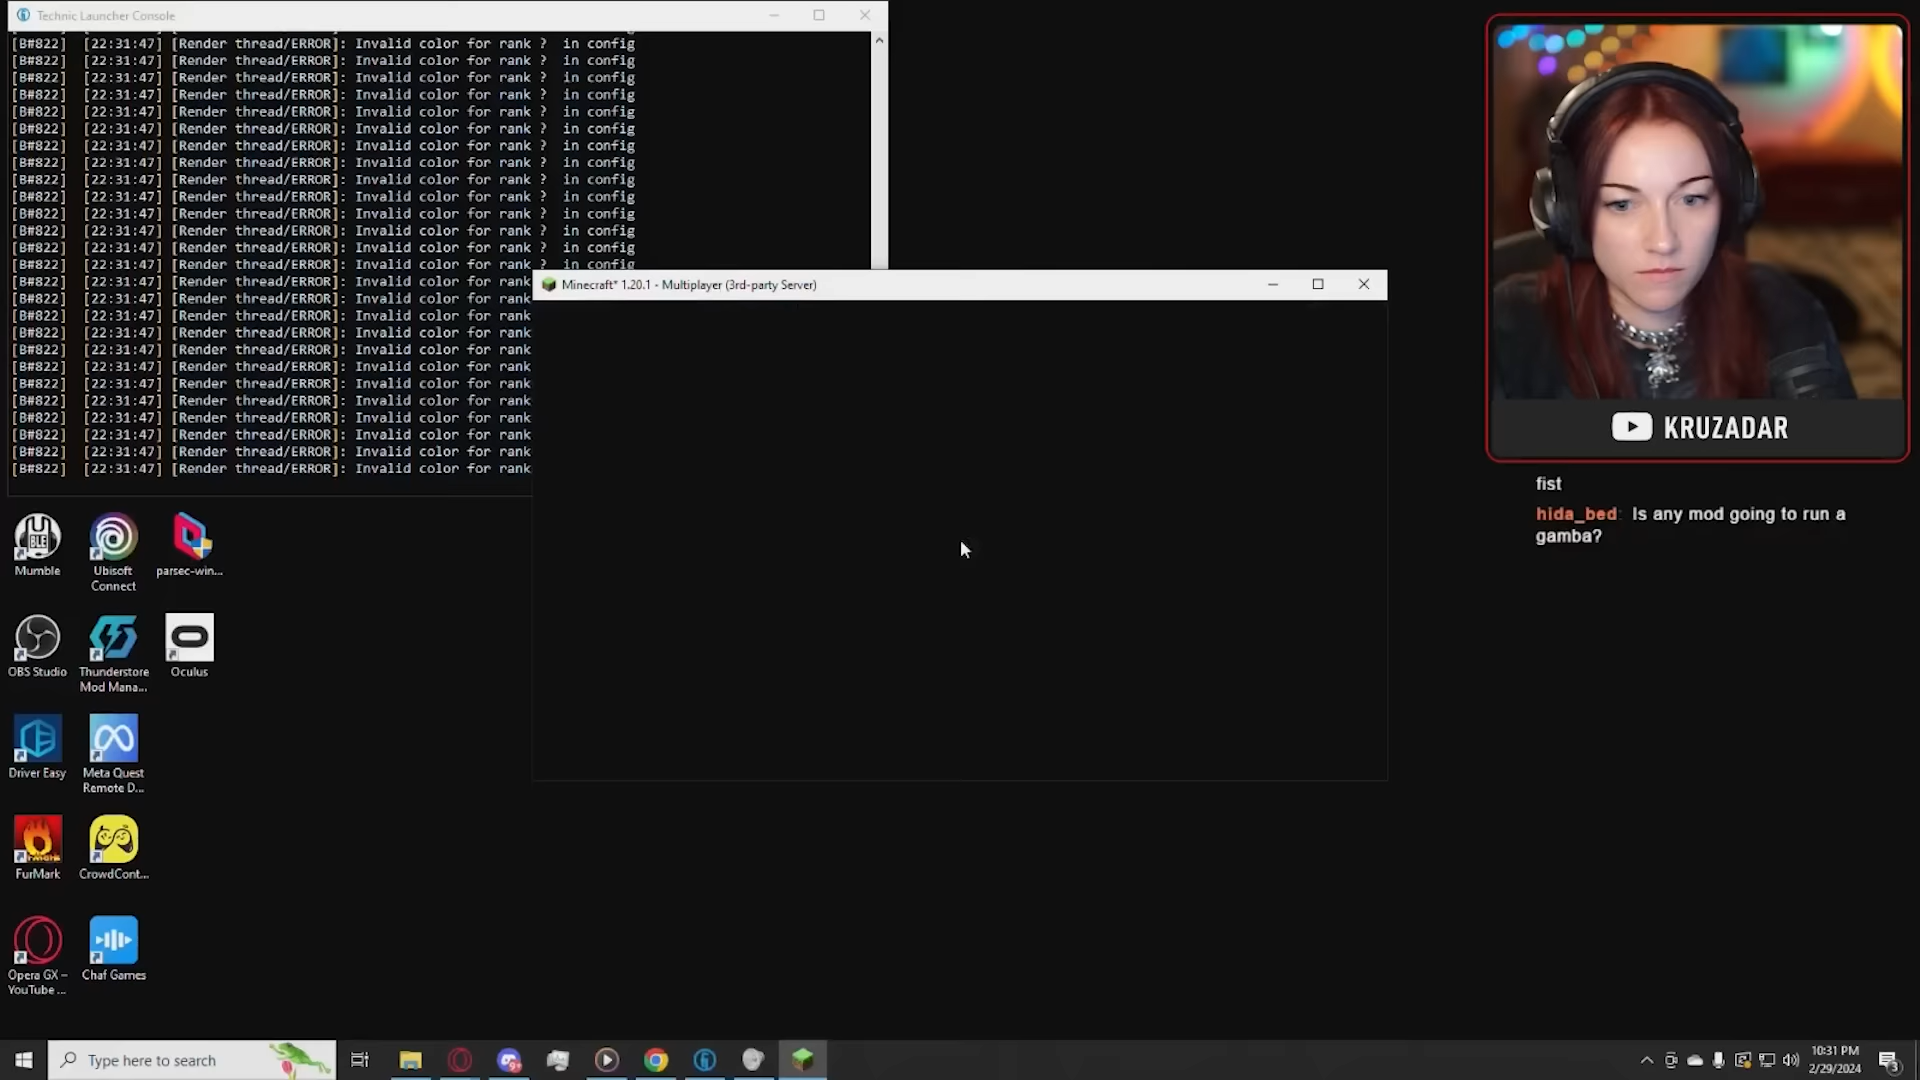 Technic Launcher Console
[B#822] [22:31:47] [Render thread/ERROR]: Invalid color for rank ? in config
[B#822] [22:31:47] [Render thread/ERROR]: Invalid color for rank ? in config
[B#822] [22:31:47] [Render thread/ERROR]: Invalid color for rank ? in config
[B#822] [22:31:47] [Render thread/ERROR]: Invalid color for rank ? in config
[B#822] [22:31:47] [Render thread/ERROR]: Invalid color for rank ? in config
[B#822] [22:31:47] [Render thread/ERROR]: Invalid color for rank ? in config
[B#822] [22:31:47] [Render thread/ERROR]: Invalid color for rank ? in config
[B#822] [22:31:47] [Render thread/ERROR]: Invalid color for rank ? in config
[B#822] [22:31:47] [Render thread/ERROR]: Invalid color for rank ? in config
[B#822] [22:31:47] [Render thread/ERROR]: Invalid color for rank ? in config
[B#822] [22:31:47] [Render thread/ERROR]: Invalid color for rank ? in config
[B#822] [22:31:47] [Render thread/ERROR]: Invalid color for rank ? in config
[B#822] [22:31:47] [Render thread/ERROR]: Invalid color for rank ? in config
[B#822] [22:31:47] [Render thread/ERROR]: Invalid color for rank ? in config
[B#822] [22:31:47] [Render thread/ERROR]: Invalid color for rank
[B#822] [22:31:47] [Render thread/ERROR]: Invalid color for rank
[B#822] [22:31:47] [Render thread/ERROR]: Invalid color for rank
[B#822] [22:31:47] [Render thread/ERROR]: Invalid color for rank
[B#822] [22:31:47] [Render thread/ERROR]: Invalid color for rank
[B#822] [22:31:47] [Render thread/ERROR]: Invalid color for rank
[B#822] [22:31:47] [Render thread/ERROR]: Invalid color for rank
[B#822] [22:31:47] [Render thread/ERROR]: Invalid color for rank
[B#822] [22:31:47] [Render thread/ERROR]: Invalid color for rank
[B#822] [22:31:47] [Render thread/ERROR]: Invalid color for rank
[B#822] [22:31:47] [Render thread/ERROR]: Invalid color for rank
[B#822] [22:31:47] [Render thread/ERROR]: Invalid color for rank
Minecraft* 1.20.1 - Multiplayer (3rd-party Server)
KRUZADAR
fist
hida_bed: Is any mod going to run a
gamba?
Mumble
Ubisoft
Connect
parsec-win...
OBS Studio
Thunderstore
Mod Mana...
Oculus
Driver Easy
Meta Quest
Remote D...
FurMark
CrowdCont...
Opera GX –
YouTube ...
Chaf Games
Type here to search
10:31 PM
2/29/2024
3